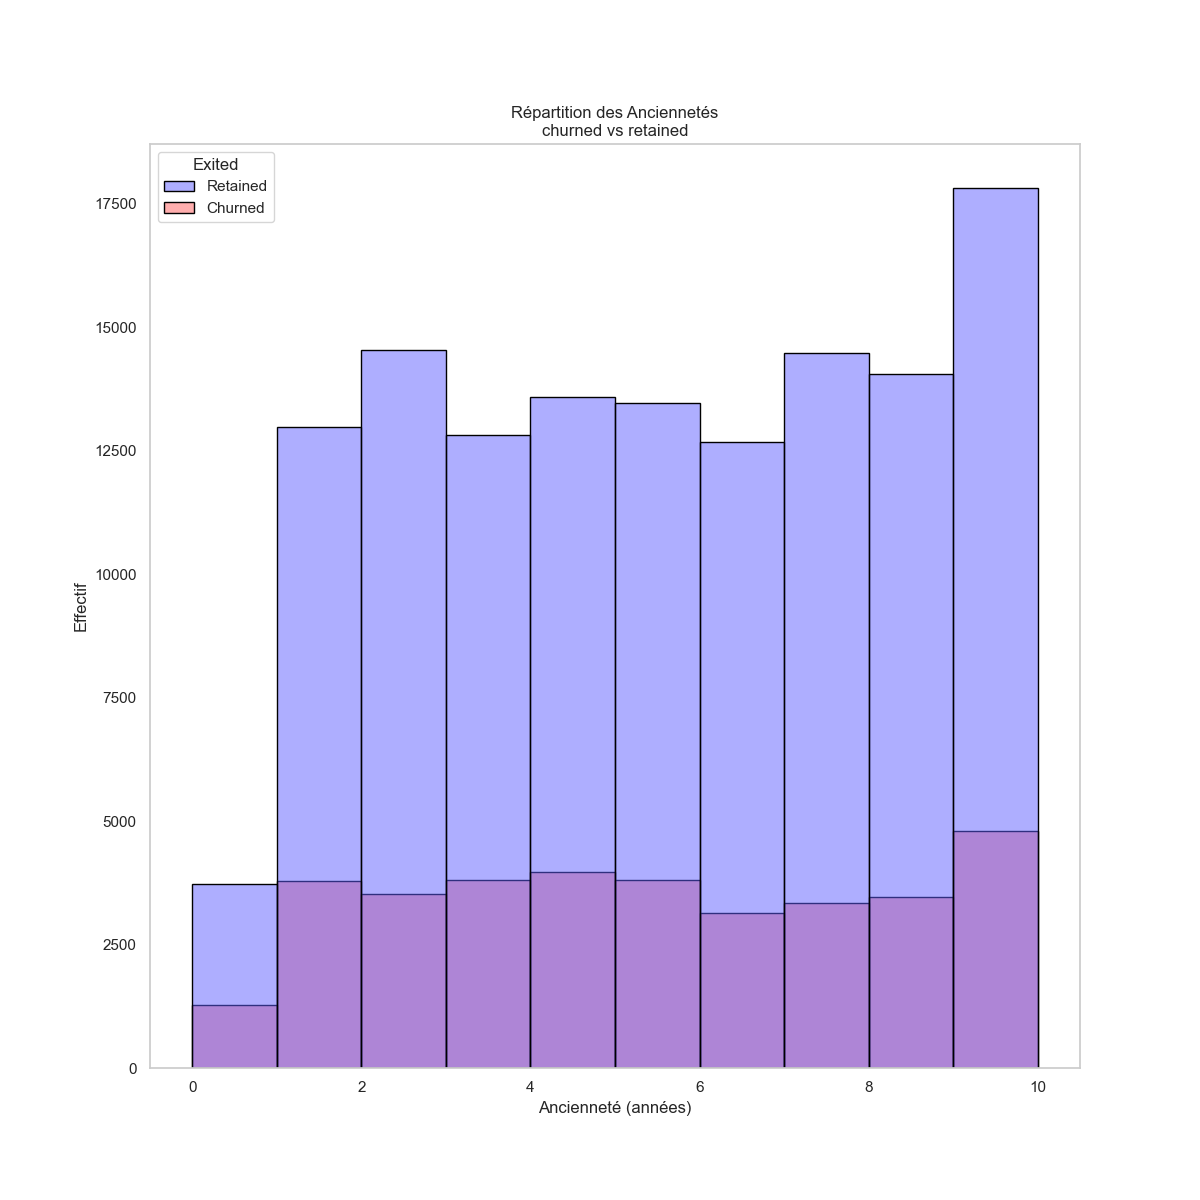 Répartition des Anciennetés
churned vs retained
Exited
Retained
Churned
17500
15000
12500
10000
7500
5000
2500
0
Effectif
0 2 4 6 8 10
Ancienneté (années)